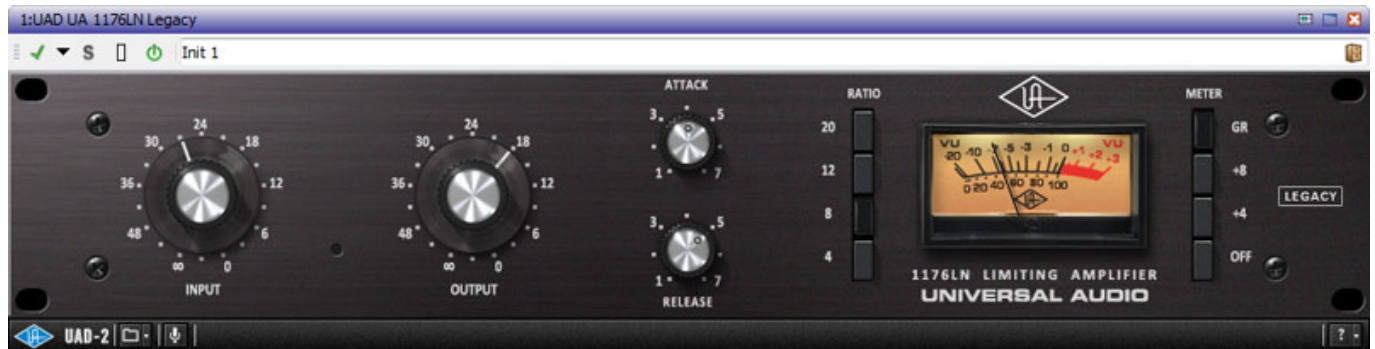 1:UAD UA 1176LN Legacy
S
Init 1
ATTACK
3 5
1 7
24
30 18
36 12
48 6
∞ 0
INPUT
24
30 18
36 12
48 6
∞ 0
OUTPUT
3 5
1 7
RELEASE
RATIO
20
12
8
4
UA
VU VU
-20 -10 -7 -5 -3 -1 0 +1 +2 +3
0 20 40 60 80 100
1176LN LIMITING AMPLIFIER
UNIVERSAL AUDIO
METER
GR
+8
+4
OFF
LEGACY
UA UAD-2
?